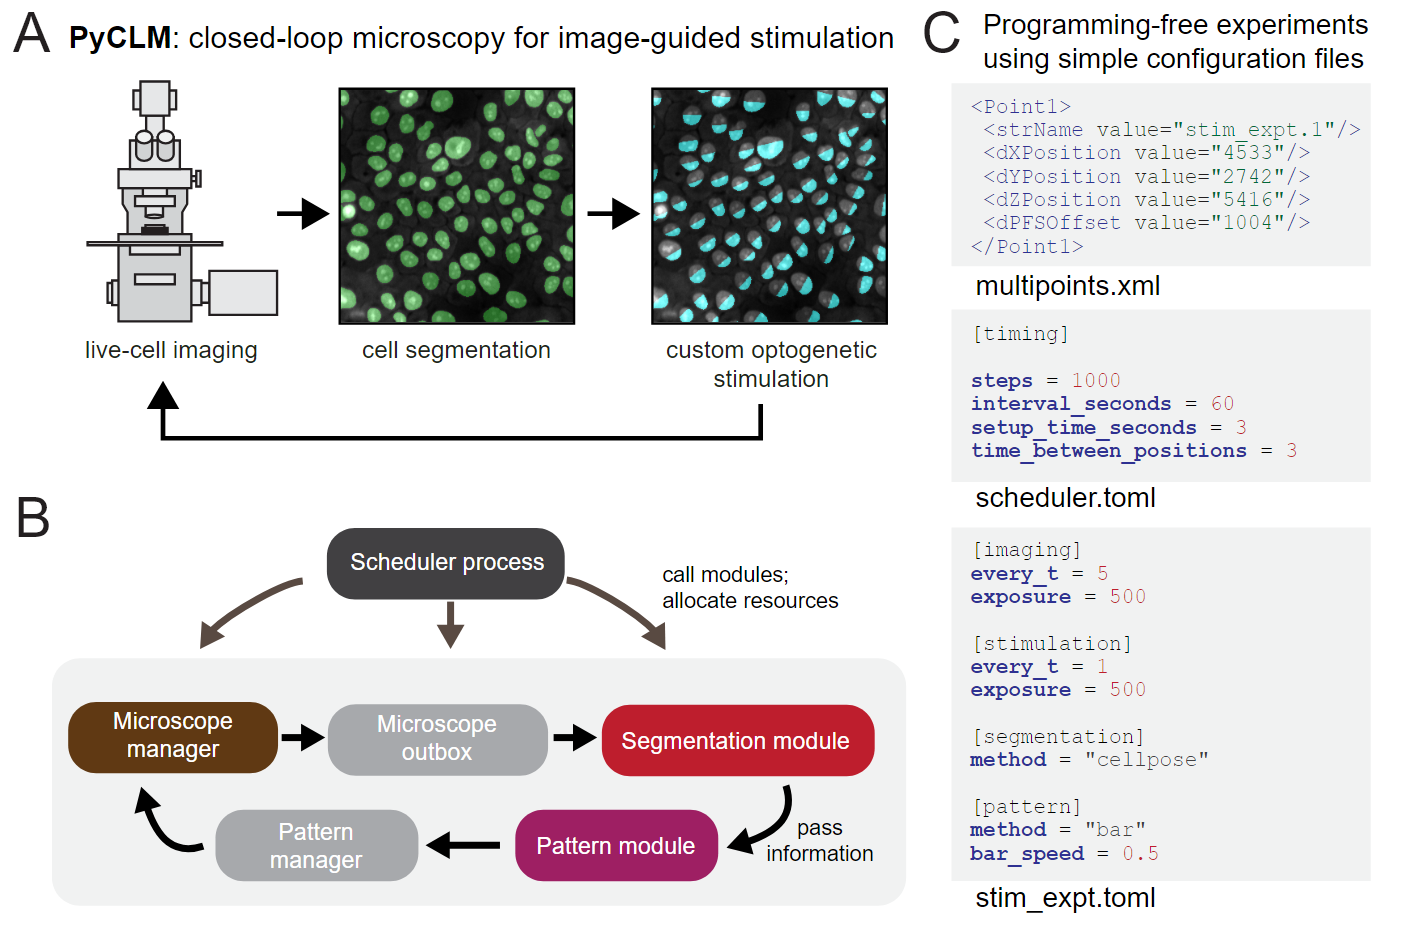 A
PyCLM: closed-loop microscopy for image-guided stimulation
live-cell imaging
cell segmentation
custom optogenetic
stimulation
B
Scheduler process
call modules;
allocate resources
Microscope
manager
Microscope
outbox
Segmentation module
Pattern
manager
Pattern module
pass
information
C
Programming-free experiments
using simple configuration files
<Point1>
<strName value="stim_expt.1"/>
<dXPosition value="4533"/>
<dYPosition value="2742"/>
<dZPosition value="5416"/>
<dPFSOffset value="1004"/>
</Point1>
multipoints.xml
[timing]
steps = 1000
interval_seconds = 60
setup_time_seconds = 3
time_between_positions = 3
scheduler.toml
[imaging]
every_t = 5
exposure = 500
[stimulation]
every_t = 1
exposure = 500
[segmentation]
method = "cellpose"
[pattern]
method = "bar"
bar_speed = 0.5
stim_expt.toml